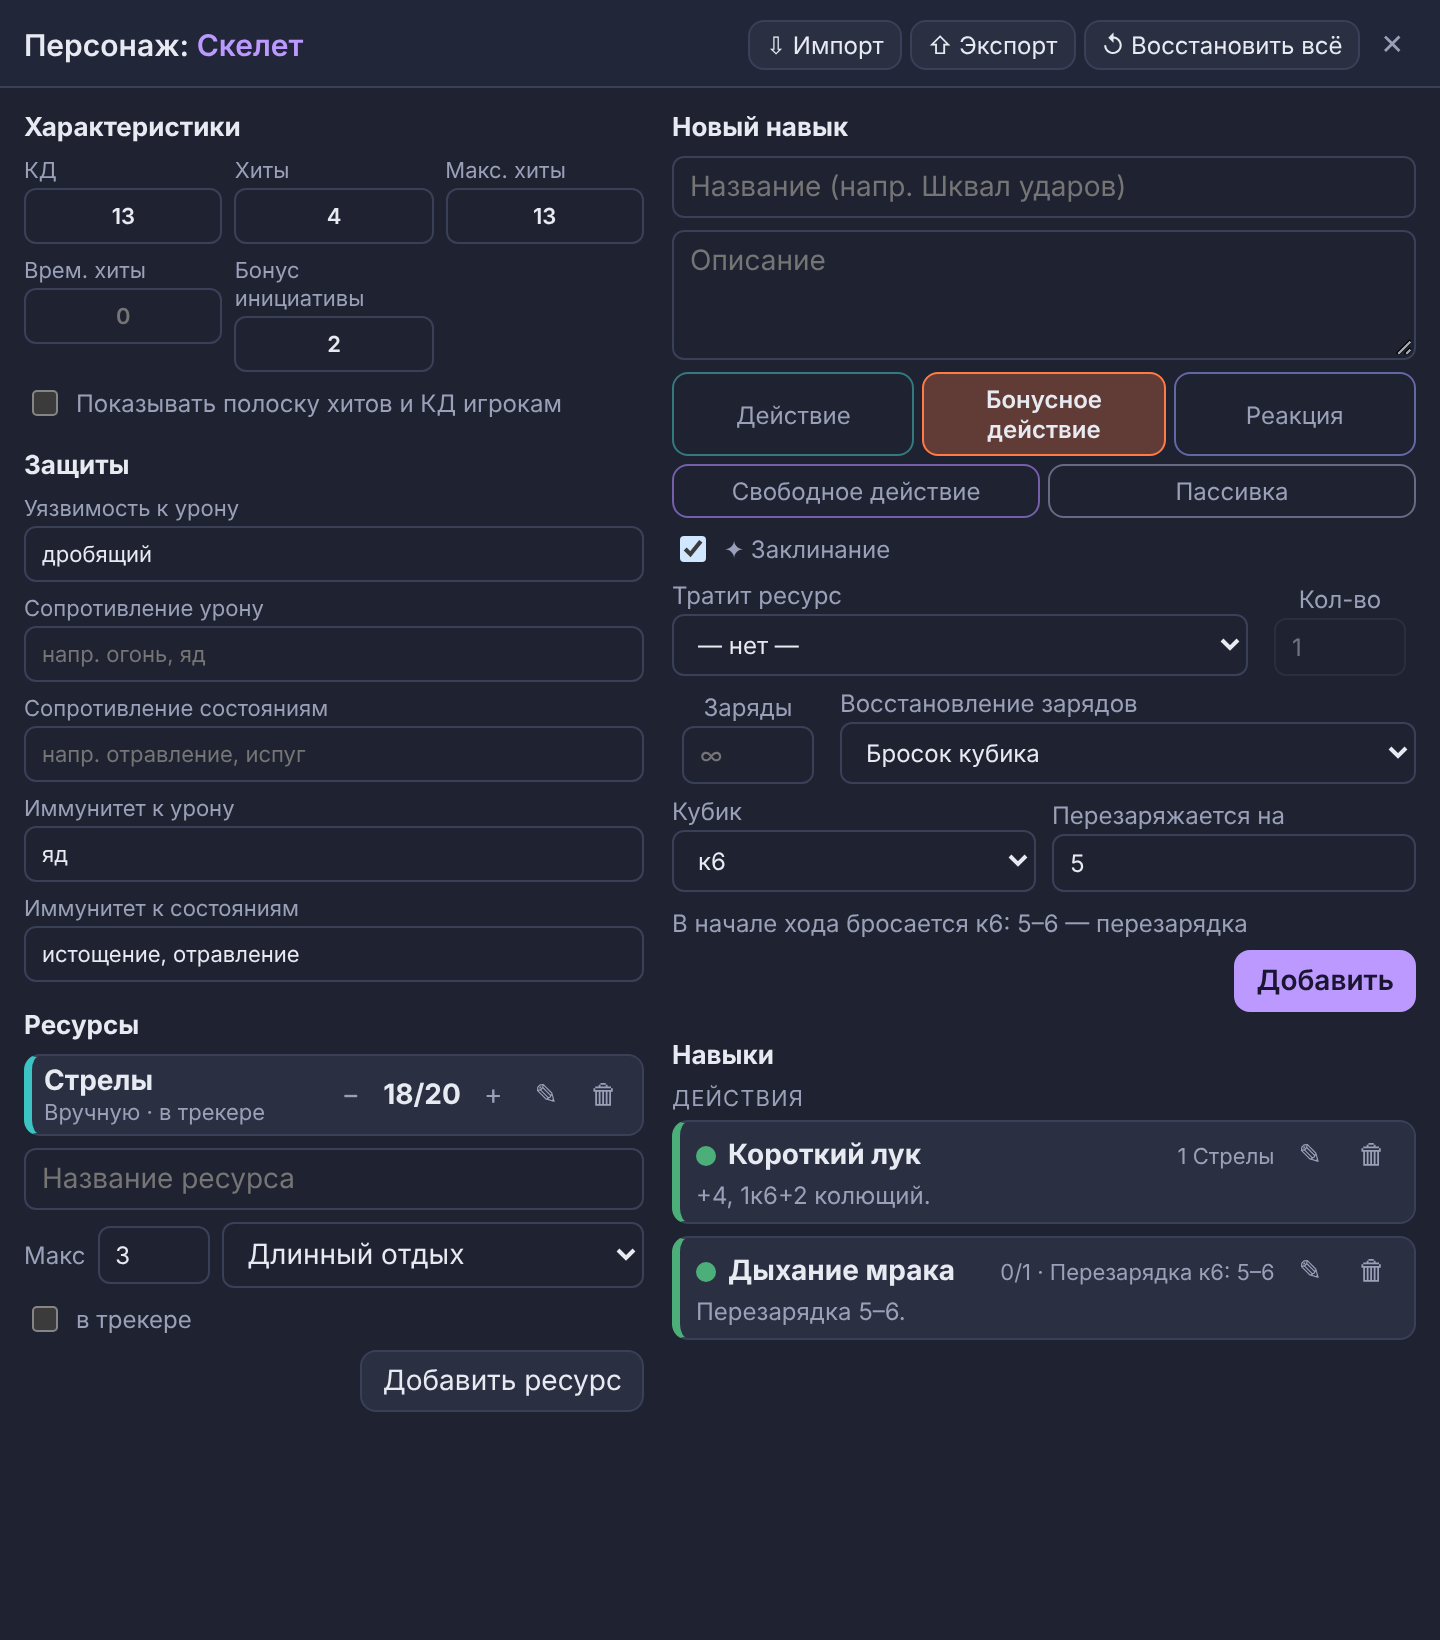 Персонаж: Скелет
⇩ Импорт
⇧ Экспорт
↺ Восстановить всё
✕
Характеристики
КД
Хиты
Макс. хиты
13
4
13
Врем. хиты
Бонус
инициативы
0
2
Показывать полоску хитов и КД игрокам
Защиты
Уязвимость к урону
дробящий
Сопротивление урону
напр. огонь, яд
Сопротивление состояниям
напр. отравление, испуг
Иммунитет к урону
яд
Иммунитет к состояниям
истощение, отравление
Ресурсы
Стрелы
Вручную · в трекере
− 18/20 +
Название ресурса
Макс
3
Длинный отдых
в трекере
Добавить ресурс
Новый навык
Название (напр. Шквал ударов)
Описание
Действие
Бонусное
действие
Реакция
Свободное действие
Пассивка
✦ Заклинание
Тратит ресурс
Кол-во
— нет —
1
Заряды
Восстановление зарядов
∞
Бросок кубика
Кубик
Перезаряжается на
к6
5
В начале хода бросается к6: 5–6 — перезарядка
Добавить
Навыки
ДЕЙСТВИЯ
Короткий лук
1 Стрелы
+4, 1к6+2 колющий.
Дыхание мрака
0/1 · Перезарядка к6: 5–6
Перезарядка 5–6.